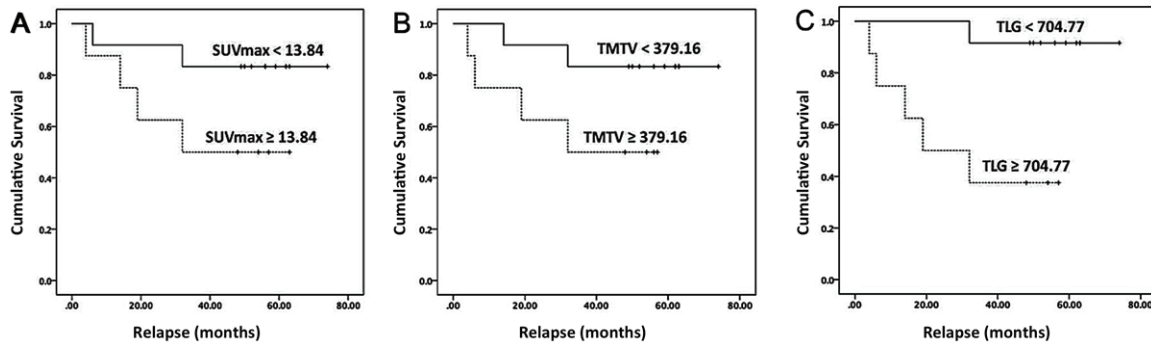 A
Cumulative Survival
1.0
0.8
0.6
0.4
0.2
0.0
SUVmax < 13.84
SUVmax ≥ 13.84
.00 20.00 40.00 60.00 80.00
Relapse (months)
B
Cumulative Survival
1.0
0.8
0.6
0.4
0.2
0.0
TMTV < 379.16
TMTV ≥ 379.16
.00 20.00 40.00 60.00 80.00
Relapse (months)
C
Cumulative Survival
1.0
0.8
0.6
0.4
0.2
0.0
TLG < 704.77
TLG ≥ 704.77
.00 20.00 40.00 60.00 80.00
Relapse (months)